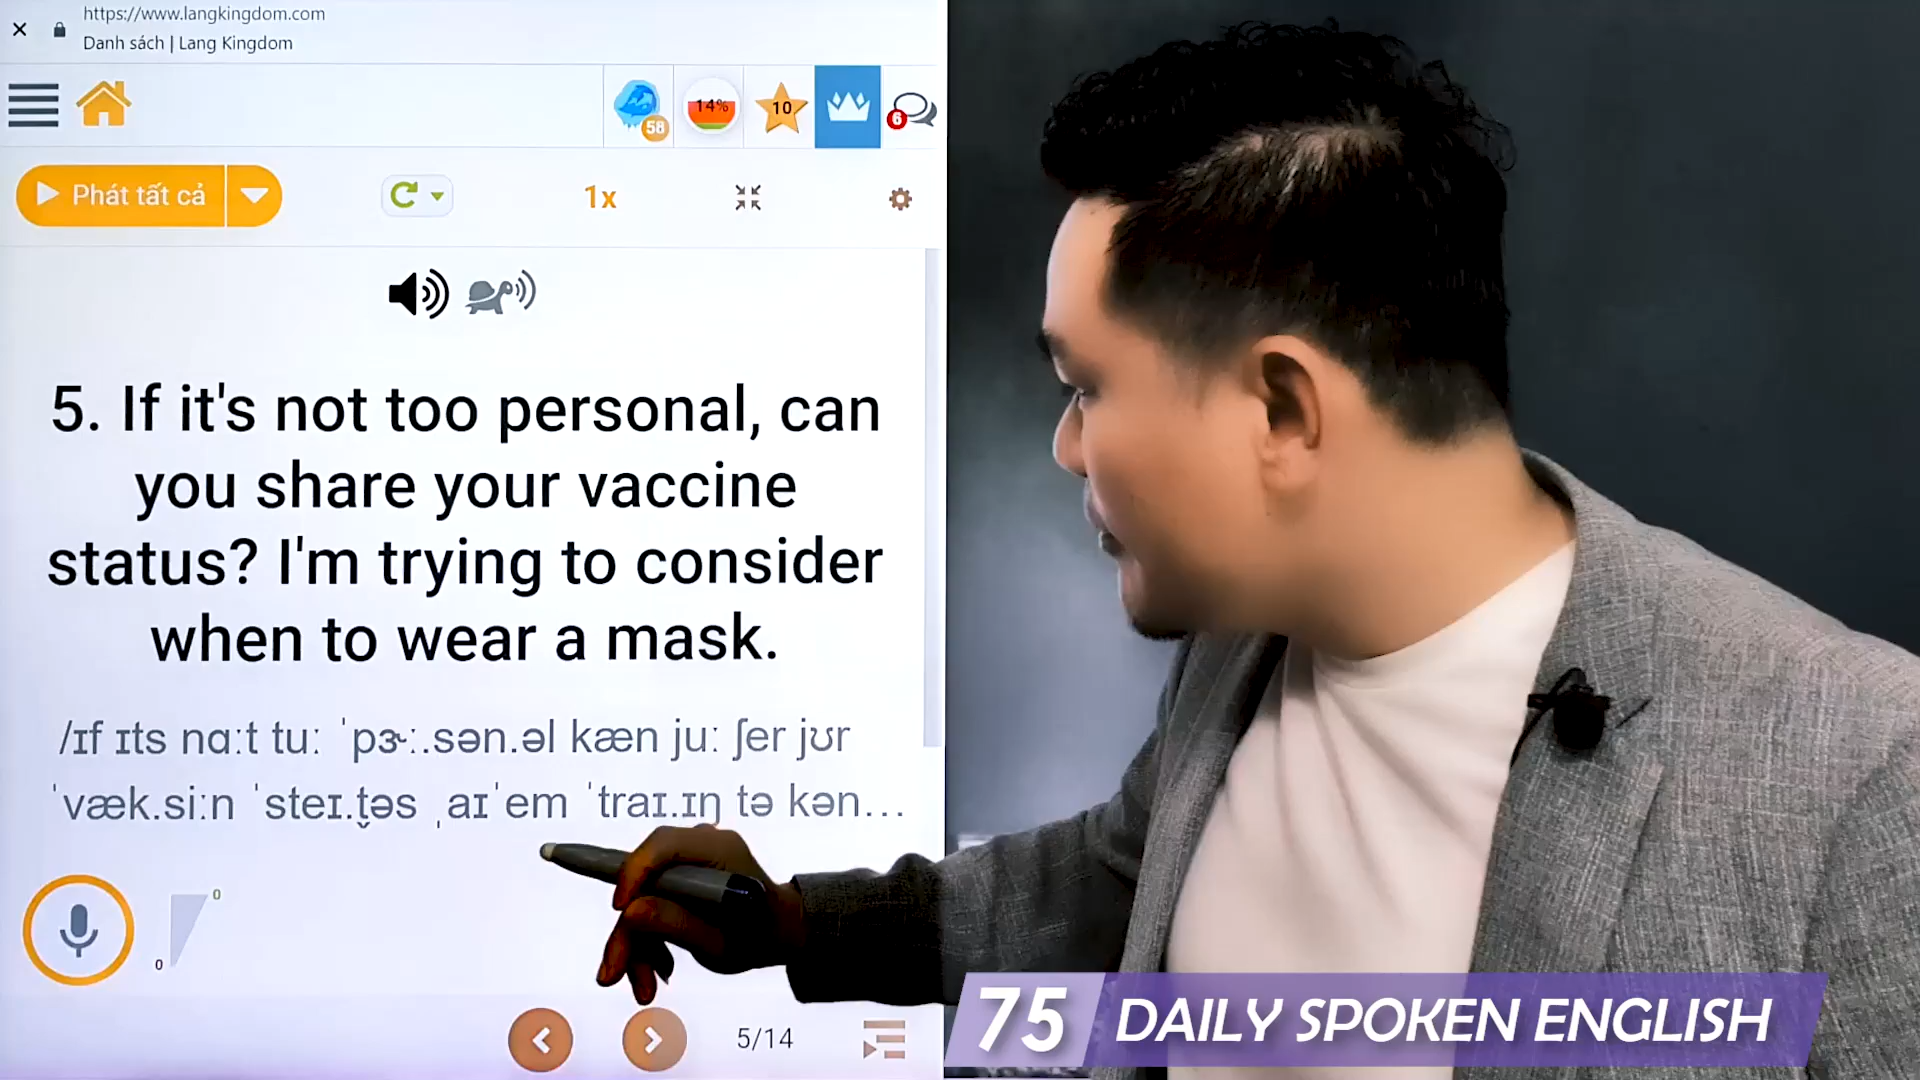 https://www.langkingdom.com
Danh sách | Lang Kingdom
58
14%
10
6
Phát tất cả
1x
5. If it's not too personal, can
you share your vaccine
status? I'm trying to consider
when to wear a mask.
/ɪf ɪts nɑːt tuː ˈpɝː.sən.əl kæn juː ʃer jʊr
ˈvæk.siːn ˈsteɪ.t̬əs ˌaɪˈem ˈtraɪ.ɪŋ tə kən...
0
0
5/14
75 DAILY SPOKEN ENGLISH